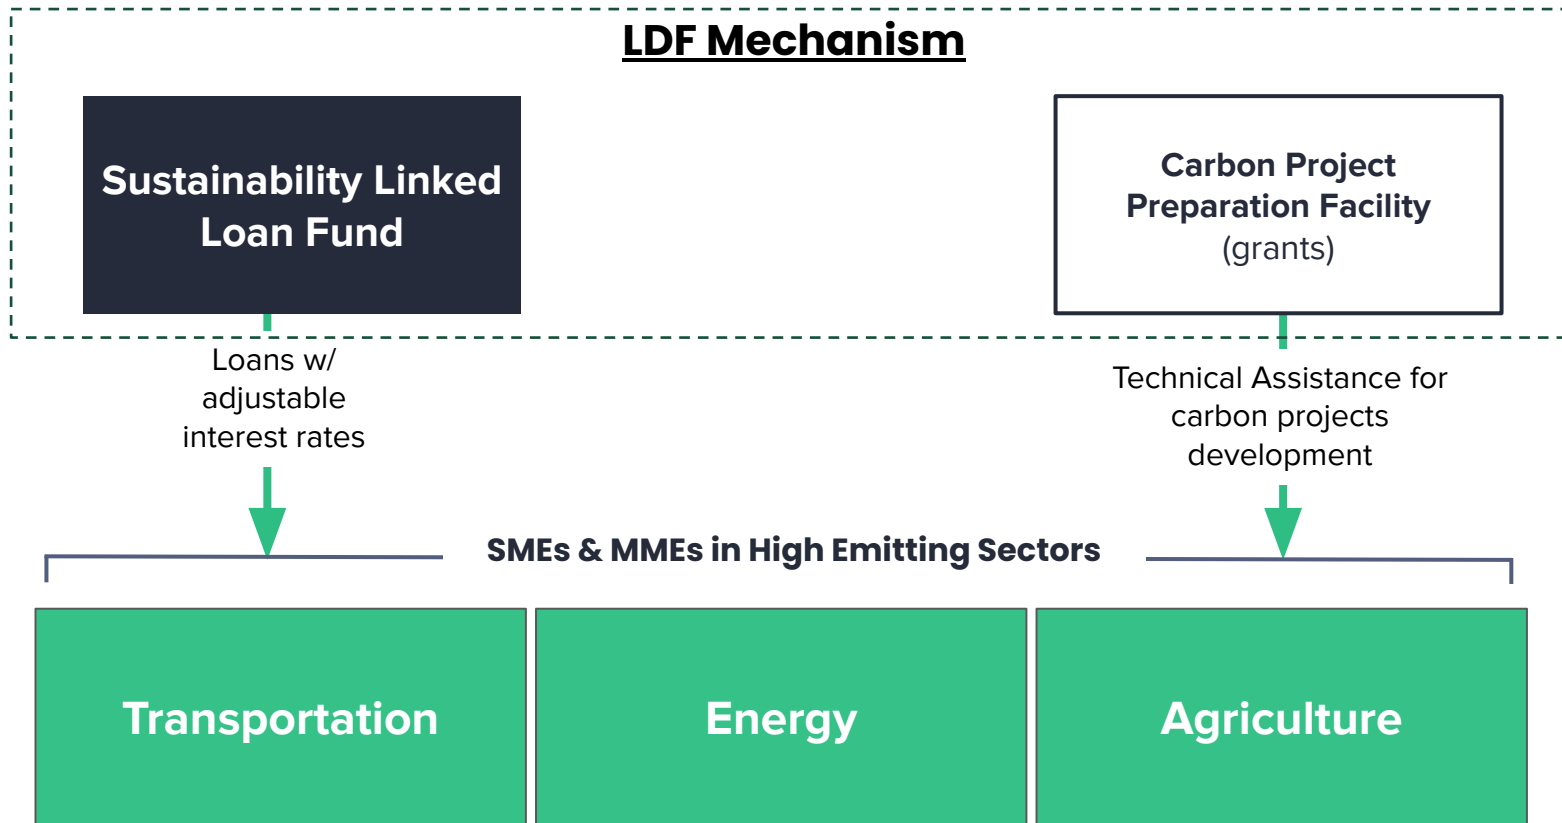 LDF Mechanism
Sustainability Linked
Loan Fund
Carbon Project
Preparation Facility
(grants)
Loans w/
adjustable
interest rates
Technical Assistance for
carbon projects
development
SMEs & MMEs in High Emitting Sectors
Transportation
Energy
Agriculture